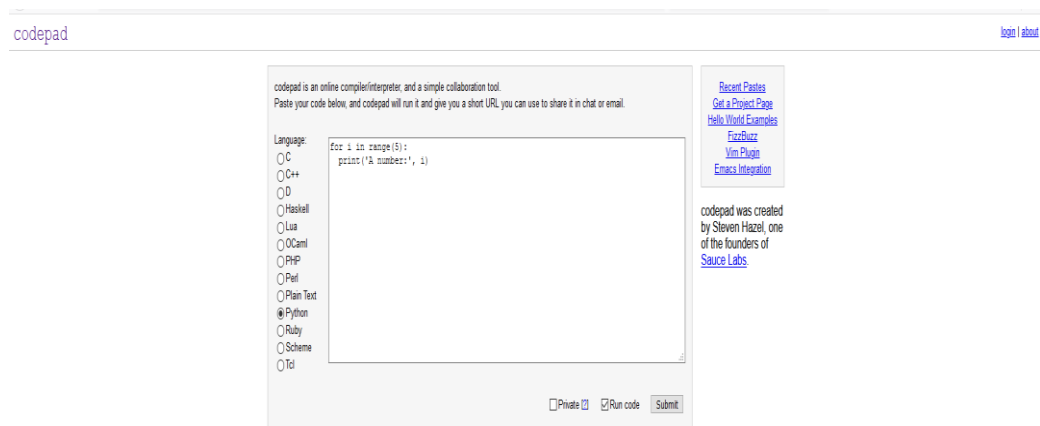 codepad
login | about
codepad is an online compiler/interpreter, and a simple collaboration tool.
Paste your code below, and codepad will run it and give you a short URL you can use to share it in chat or email.
Language:
C
C++
D
Haskell
Lua
OCaml
PHP
Perl
Plain Text
Python
Ruby
Scheme
Tcl
for i in range(5):
  print('A number:', i)
Private [?]
Run code
Submit
Recent Pastes
Get a Project Page
Hello World Examples
FizzBuzz
Vim Plugin
Emacs Integration
codepad was created
by Steven Hazel, one
of the founders of
Sauce Labs.